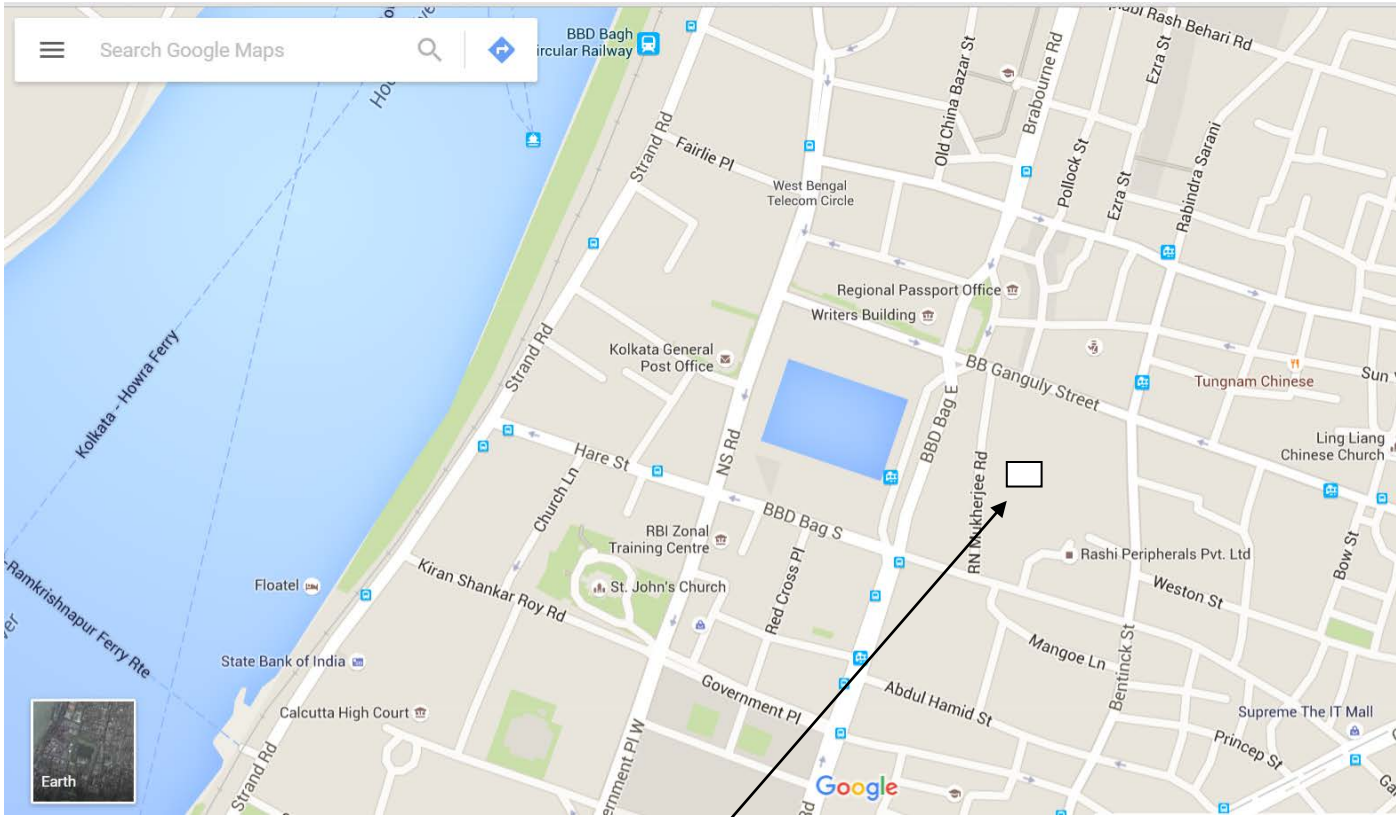 Search Google Maps
BBD Bagh
ircular Railway
Strand Rd
Fairlie Pl
West Bengal
Telecom Circle
Old China Bazar St
Brabourne Rd
Rash Behari Rd
Ezra St
Pollock St
Ezra St
Rabindra Sarani
Kolkata - Howra Ferry
Strand Rd
Regional Passport Office
Writers Building
Kolkata General
Post Office
BB Ganguly Street
Tungnam Chinese
Sun
NS Rd
BBD Bag E
RN Mukherjee Rd
Ling Liang
Chinese Church
Hare St
Church Ln
BBD Bag S
RBI Zonal
Training Centre
St. John's Church
Red Cross Pl
Rashi Peripherals Pvt. Ltd
Weston St
Bow St
Floatel
Kiran Shankar Roy Rd
-Ramkrishnapur Ferry Rte
State Bank of India
Calcutta High Court
Government Pl
Mangoe Ln
Abdul Hamid St
Bentinck St
Supreme The IT Mall
Princep St
ernment Pl W
Strand Rd
Earth
Google
Rd